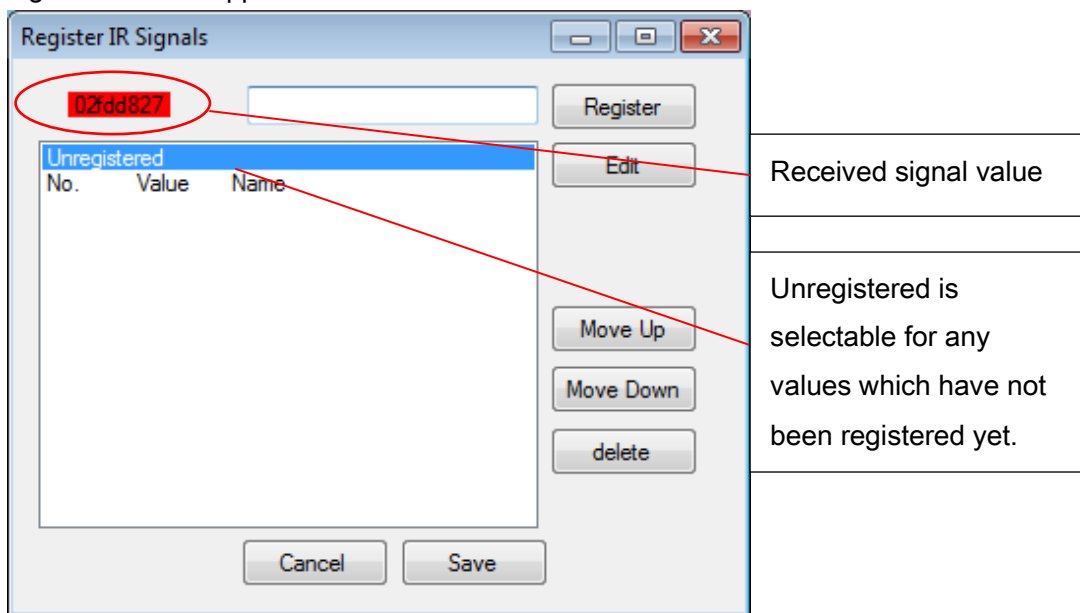 Register IR Signals
02fdd827
Register
Unregistered
No. Value Name
Edit
Received signal value
Unregistered is
selectable for any
values which have not
been registered yet.
Move Up
Move Down
delete
Cancel Save